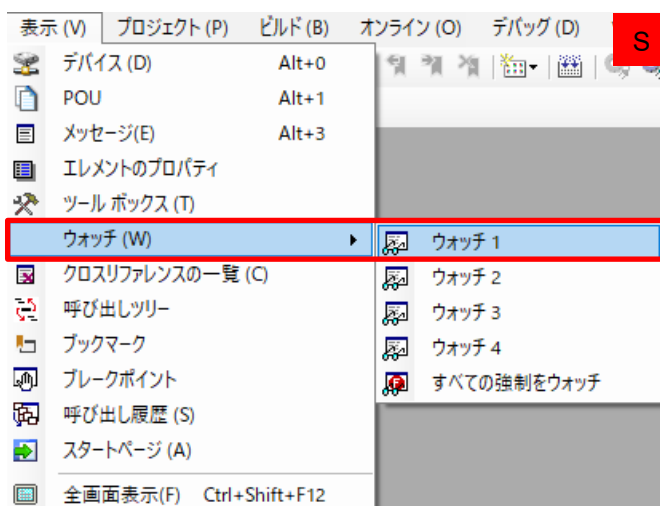 表示 (V) プロジェクト (P) ビルド (B) オンライン (O) デバッグ (D) S
デバイス (D) Alt+0
POU Alt+1
メッセージ(E) Alt+3
エレメントのプロパティ
ツール ボックス (T)
ウォッチ (W)
クロスリファレンスの一覧 (C)
呼び出しツリー
ブックマーク
ブレークポイント
呼び出し履歴 (S)
スタートページ (A)
全画面表示(F) Ctrl+Shift+F12
ウォッチ 1
ウォッチ 2
ウォッチ 3
ウォッチ 4
すべての強制をウォッチ